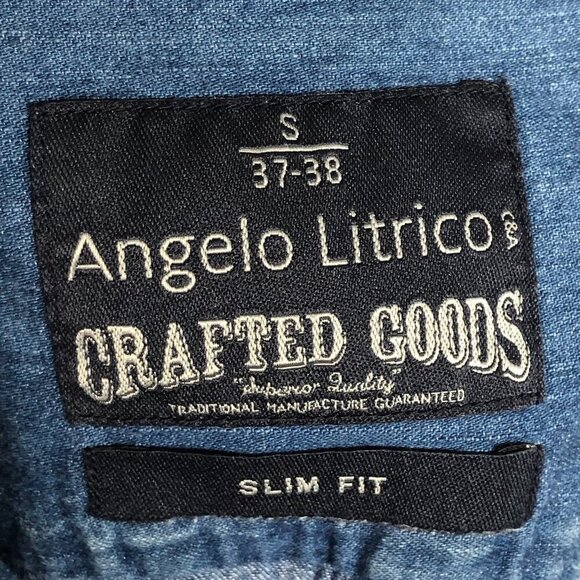 S
37-38
Angelo Litrico C&A
CRAFTED GOODS
"Superior Quality"
TRADITIONAL MANUFACTURE GUARANTEED
SLIM FIT